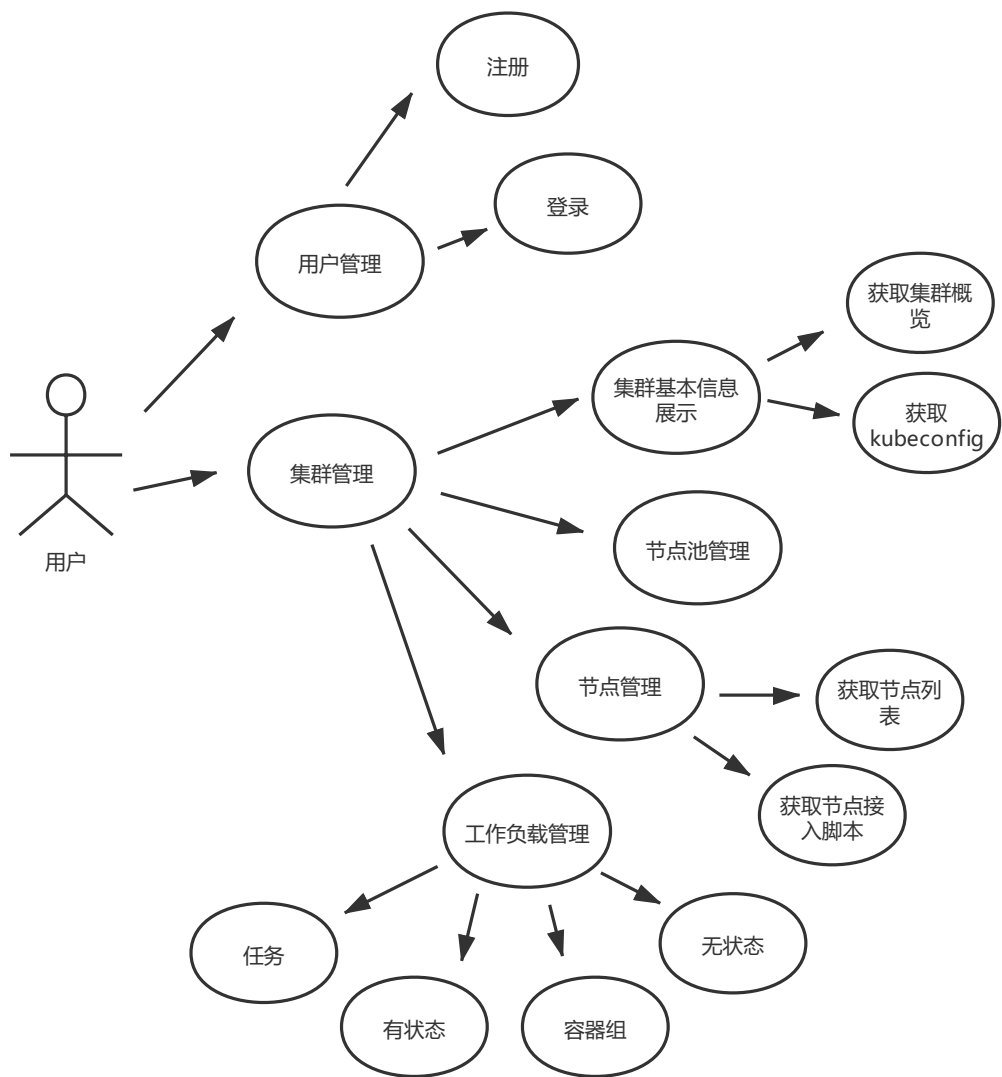 注册
登录
用户管理
获取集群概
览
集群基本信息
展示
获取
kubeconfig
集群管理
用户
节点池管理
节点管理
获取节点列
表
获取节点接
入脚本
工作负载管理
任务
无状态
有状态
容器组